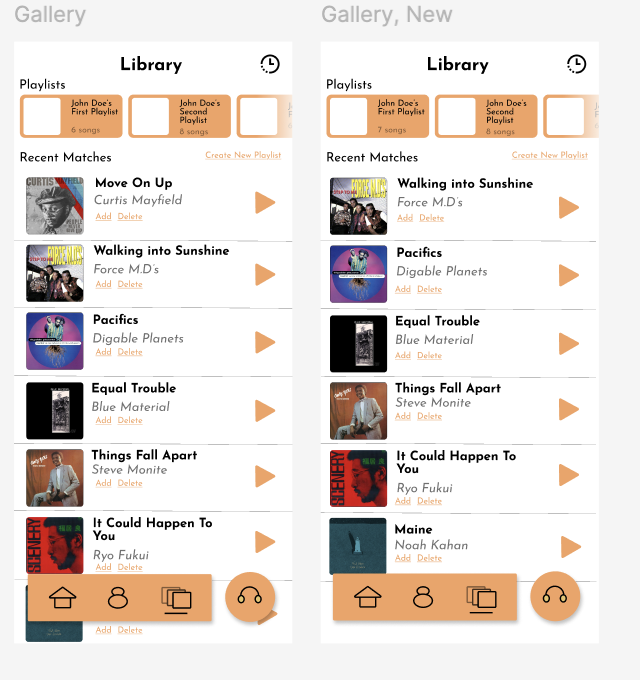 Gallery
Library
Playlists
John Doe's
First Playlist
6 songs
John Doe's
Second
Playlist
8 songs
Recent Matches
Create New Playlist
CURTIS MAYFIELD
Move On Up
Curtis Mayfield
Add Delete
FORCE M.D.'s
Walking into Sunshine
Force M.D's
Add Delete
Pacifics
Digable Planets
Add Delete
Equal Trouble
Blue Material
Add Delete
Things Fall Apart
Steve Monite
Add Delete
SCENERY
It Could Happen To
You
Ryo Fukui
Add Delete
Add Delete
Gallery, New
Library
Playlists
John Doe's
First Playlist
7 songs
John Doe's
Second
Playlist
8 songs
Recent Matches
Create New Playlist
FORCE M.D.'s
Walking into Sunshine
Force M.D's
Add Delete
Pacifics
Digable Planets
Add Delete
Equal Trouble
Blue Material
Add Delete
Things Fall Apart
Steve Monite
Add Delete
SCENERY
It Could Happen To
You
Ryo Fukui
Add Delete
Maine
Noah Kahan
Add Delete